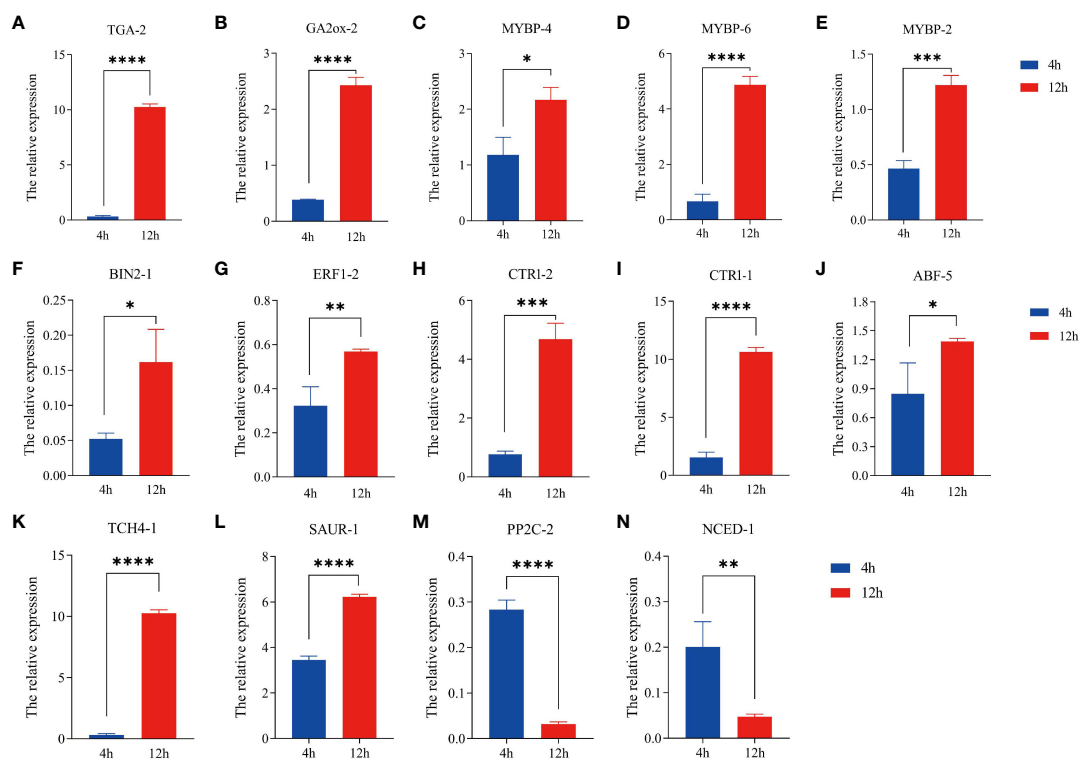 A TGA-2
The relative expression
15
10
5
0
****
4h 12h
B GA2ox-2
The relative expression
3
2
1
0
****
4h 12h
C MYBP-4
The relative expression
3
2
1
0
*
4h 12h
D MYBP-6
The relative expression
6
4
2
0
****
4h 12h
E MYBP-2
The relative expression
1.5
1.0
0.5
0.0
***
4h 12h
4h
12h
F BIN2-1
The relative expression
0.25
0.20
0.15
0.10
0.05
0.00
*
4h 12h
G ERF1-2
The relative expression
0.8
0.6
0.4
0.2
0.0
**
4h 12h
H CTR1-2
The relative expression
6
4
2
0
***
4h 12h
I CTR1-1
The relative expression
15
10
5
0
****
4h 12h
J ABF-5
The relative expression
1.8
1.5
1.2
0.9
0.6
0.3
0.0
*
4h 12h
4h
12h
K TCH4-1
The relative expression
15
10
5
0
****
4h 12h
L SAUR-1
The relative expression
8
6
4
2
0
****
4h 12h
M PP2C-2
The relative expression
0.4
0.3
0.2
0.1
0.0
****
4h 12h
N NCED-1
The relative expression
0.4
0.3
0.2
0.1
0.0
**
4h 12h
4h
12h